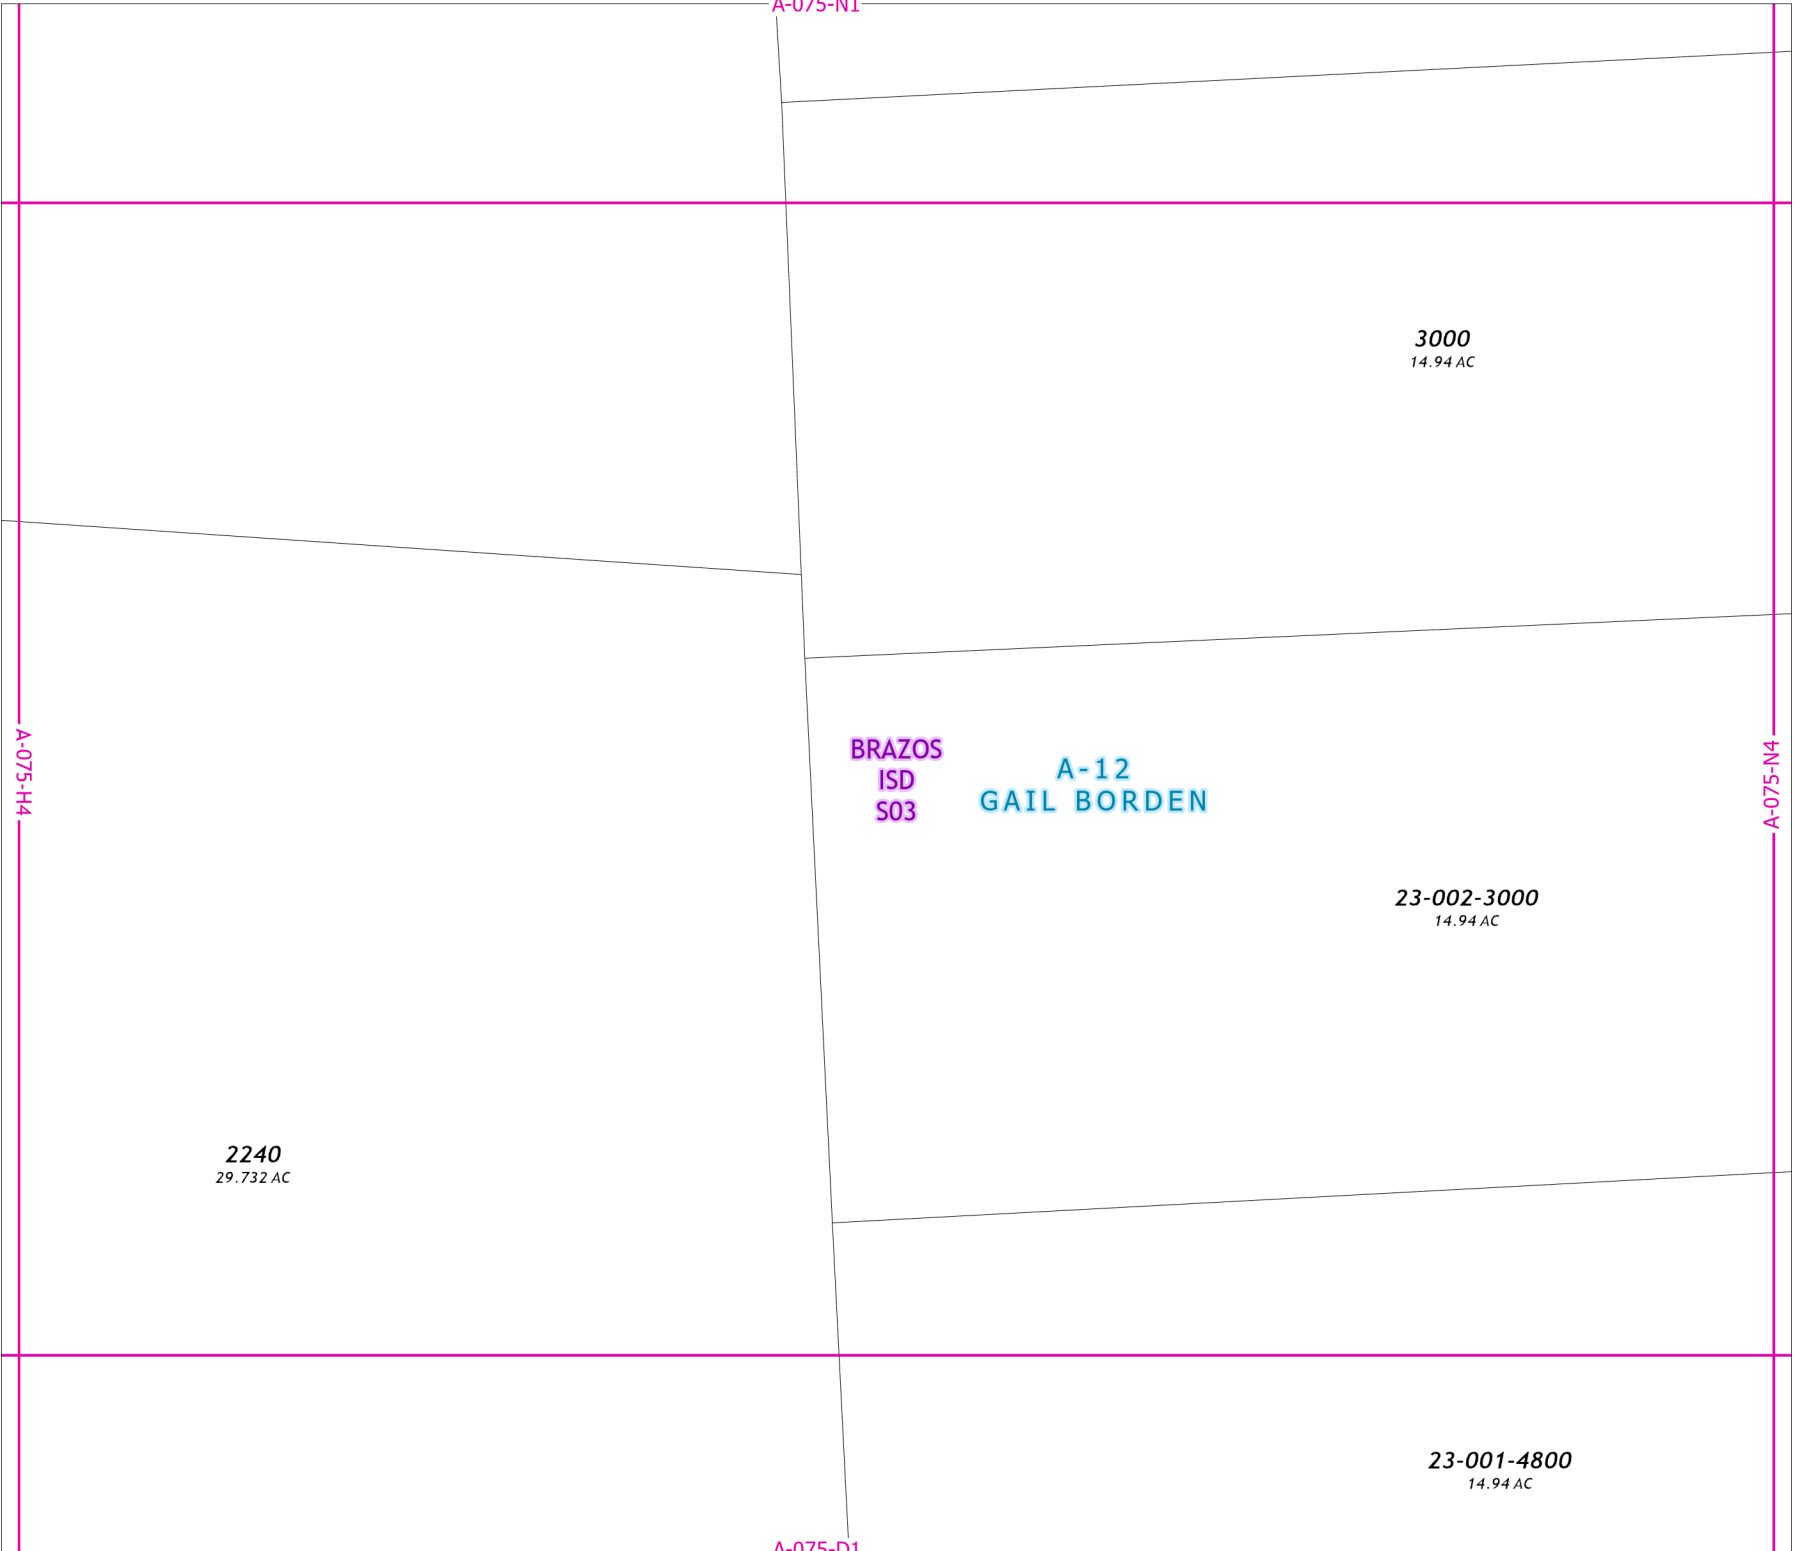 A-075-N1
3000
14.94 AC
A-075-H4
BRAZOS
ISD
S03
A-12
GAIL BORDEN
A-075-N4
23-002-3000
14.94 AC
2240
29.732 AC
23-001-4800
14.94 AC
A-075-D1